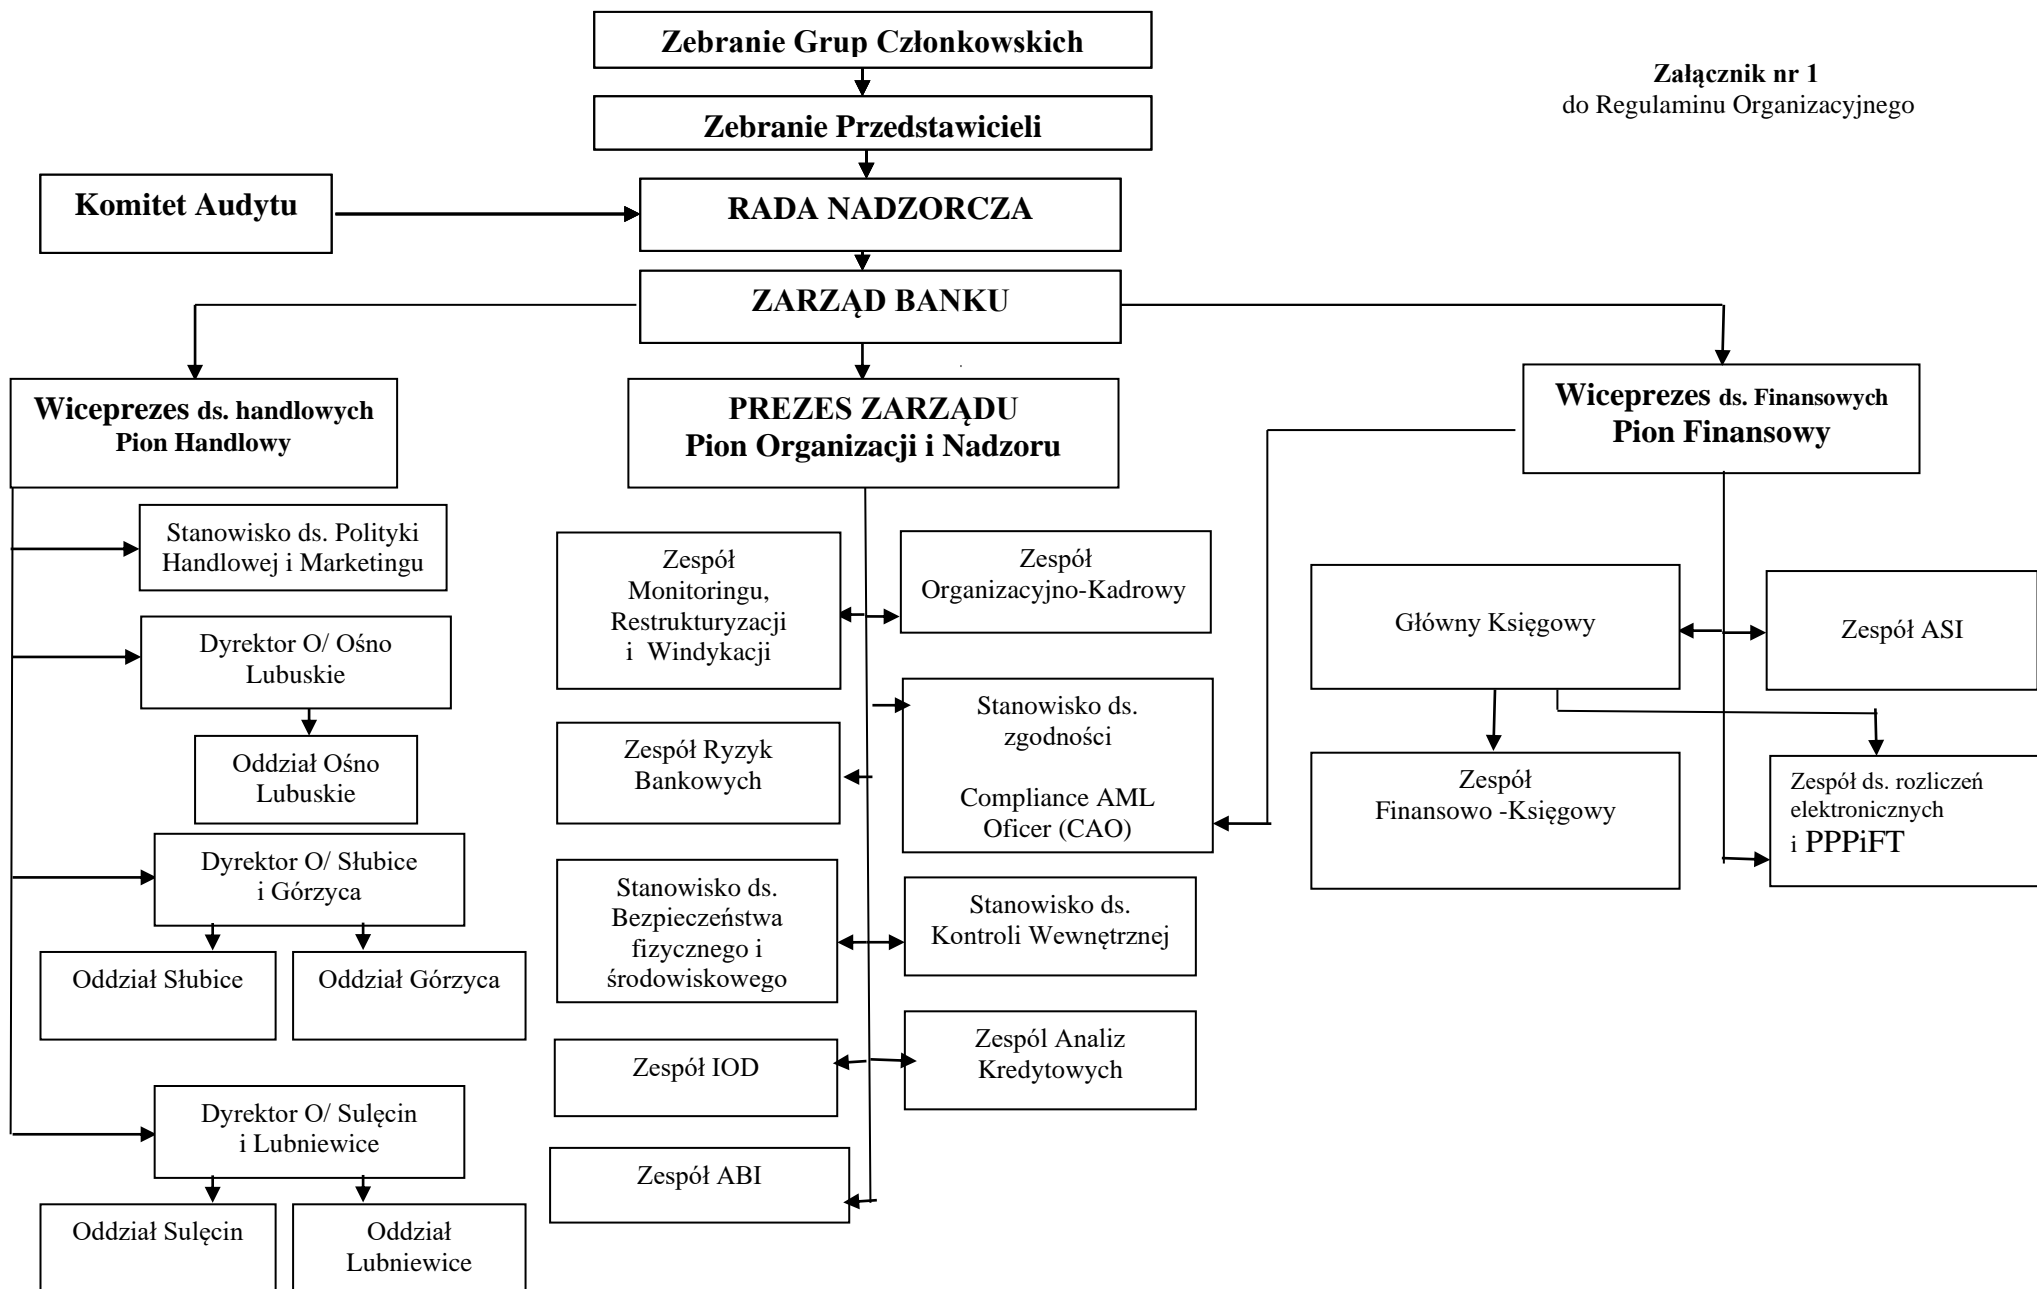 Zebranie Grup Członkowskich
Załącznik nr 1
do Regulaminu Organizacyjnego
Zebranie Przedstawicieli
Komitet Audytu
RADA NADZORCZA
ZARZĄD BANKU
Wiceprezes ds. handlowych
Pion Handlowy
PREZES ZARZĄDU
Pion Organizacji i Nadzoru
Wiceprezes ds. Finansowych
Pion Finansowy
Stanowisko ds. Polityki
Handlowej i Marketingu
Dyrektor O/ Ośno
Lubuskie
Oddział Ośno
Lubuskie
Dyrektor O/ Słubice
i Górzyca
Oddział Słubice
Oddział Górzyca
Dyrektor O/ Sulęcin
i Lubniewice
Oddział Sulęcin
Oddział
Lubniewice
Zespół
Monitoringu,
Restrukturyzacji
i Windykacji
Zespół
Organizacyjno-Kadrowy
Zespół Ryzyk
Bankowych
Stanowisko ds.
zgodności
Compliance AML
Oficer (CAO)
Stanowisko ds.
Bezpieczeństwa
fizycznego i
środowiskowego
Stanowisko ds.
Kontroli Wewnętrznej
Zespół IOD
Zespól Analiz
Kredytowych
Zespół ABI
Główny Księgowy
Zespół ASI
Zespół
Finansowo -Księgowy
Zespół ds. rozliczeń
elektronicznych
i PPPiFT